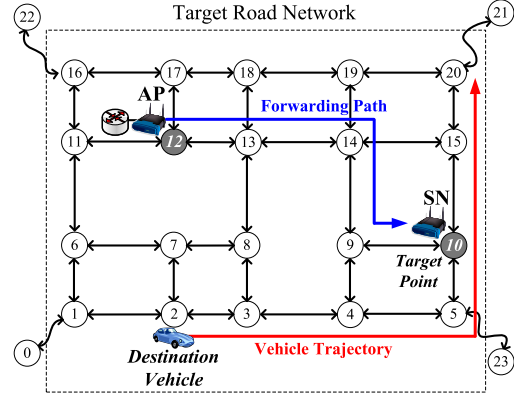 Target Road Network
22
21
16
17
18
19
20
AP
Forwarding Path
11
12
13
14
15
SN
6
7
8
9
10
Target
Point
1
2
3
4
5
Vehicle Trajectory
0
Destination
Vehicle
23